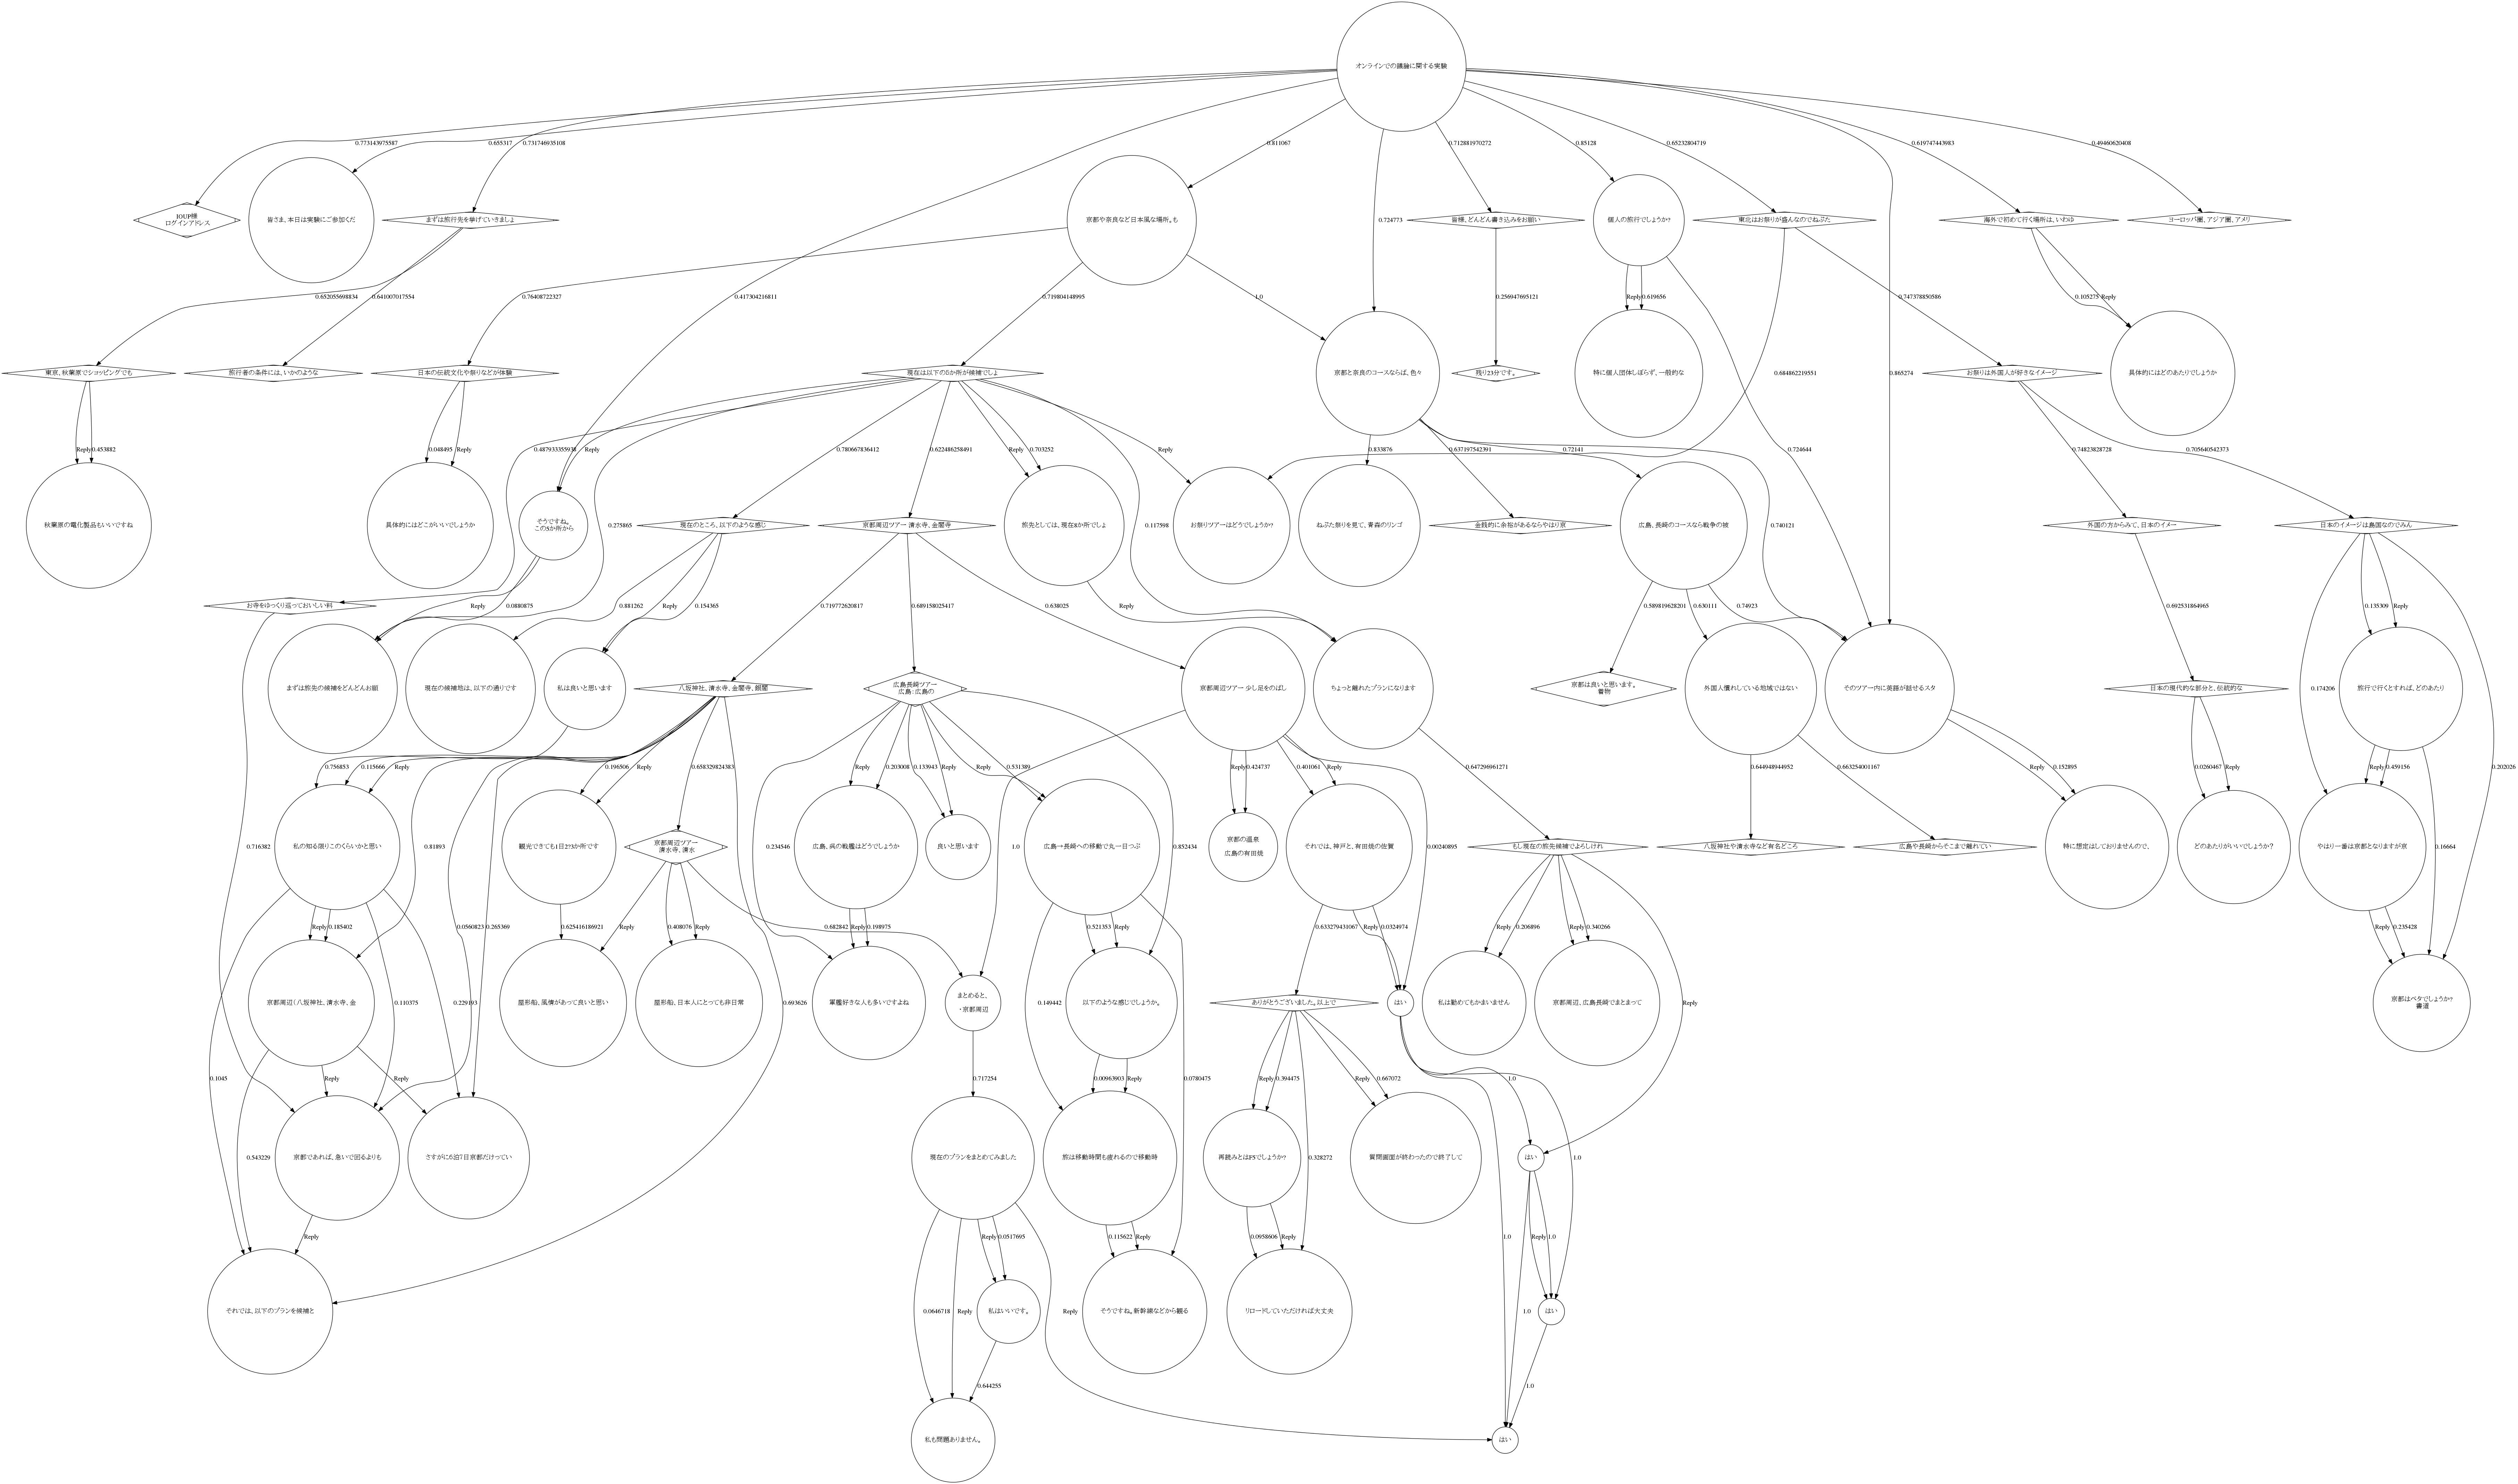 オンラインでの議論に関する実験
0.773143975587
0.655317
0.731746935108
0.811067
0.712881970272
0.85128
0.65232804719
0.619747443983
0.49460620408
IOUP様
ログインアドレス
皆さま、本日は実験にご参加くだ
まずは旅行先を挙げていきましょ
京都や奈良など日本風な場所。も
0.724773
皆様、どんどん書き込みをお願い
個人の旅行でしょうか?
東北はお祭りが盛んなのでねぶた
海外で初めて行く場所は、いわゆ
ヨーロッパ圏、アジア圏、アメリ
0.652055698834
0.641007017554
0.76408722327
0.417304216811
0.719804148995
1.0
0.256947695121
Reply
0.619656
0.747378850586
0.105275
Reply
東京、秋葉原でショッピングでも
旅行者の条件には、いかのような
日本の伝統文化や祭りなどが体験
現在は以下の5か所が候補でしょ
京都と奈良のコースならば、色々
残り23分です。
特に個人団体しぼらず、一般的な
0.865274
0.684862219551
お祭りは外国人が好きなイメージ
具体的にはどのあたりでしょうか
Reply
0.453882
0.048495
Reply
0.487933355938
Reply
0.780667836412
0.622486258491
Reply
0.703252
Reply
0.833876
0.637197542391
0.72141
0.724644
0.74823828728
0.705640542373
秋葉原の電化製品もいいですね
具体的にはどこがいいでしょうか
そうですね。
この5か所から
0.275865
現在のところ、以下のような感じ
京都周辺ツアー 清水寺、金閣寺
旅先としては、現在8か所でしょ
0.117598
お祭りツアーはどうでしょうか?
ねぶた祭りを見て、青森のリンゴ
金銭的に余裕があるならやはり京
広島、長崎のコースなら戦争の被
0.740121
外国の方からみて、日本のイメー
日本のイメージは島国なのでみん
お寺をゆっくり巡っておいしい料
Reply
0.0880875
0.881262
Reply
0.154365
0.719772620817
0.689158025417
0.638025
Reply
0.589819628201
0.630111
0.74923
0.692531864965
0.135309
Reply
まずは旅先の候補をどんどんお願
現在の候補地は、以下の通りです
私は良いと思います
八坂神社、清水寺、金閣寺、銀閣
広島長崎ツアー
広島:広島の
京都周辺ツアー 少し足をのばし
ちょっと離れたプランになります
京都は良いと思います。
着物
外国人慣れしている地域ではない
そのツアー内に英語が話せるスタ
日本の現代的な部分と、伝統的な
0.174206
旅行で行くとすれば、どのあたり
0.202026
0.756853
0.115666
Reply
0.196506
Reply
0.658329824383
Reply
0.203008
0.133943
Reply
Reply
0.531389
Reply
0.424737
0.401061
Reply
0.647296961271
0.644948944952
0.663254001167
Reply
0.152895
0.0260467
Reply
Reply
0.459156
0.716382
私の知る限りこのくらいかと思い
0.81893
観光できても1日2?3か所です
京都周辺ツアー
清水寺、清水
0.234546
広島、呉の戦艦はどうでしょうか
良いと思います
広島→長崎への移動で丸一日つぶ
0.852434
京都の温泉
広島の有田焼
それでは、神戸と、有田焼の佐賀
0.00240895
もし現在の旅先候補でよろしけれ
八坂神社や清水寺など有名どころ
広島や長崎からそこまで離れてい
特に想定はしておりませんので、
どのあたりがいいでしょうか?
やはり一番は京都となりますが京
0.16664
Reply
0.185402
0.0560823
0.265369
0.625416186921
Reply
0.408076
Reply
0.682842
Reply
0.198975
0.521353
Reply
0.633279431067
Reply
0.0324974
Reply
0.206896
Reply
0.340266
Reply
0.235428
京都周辺(八坂神社、清水寺、金
0.110375
0.229193
屋形船、風情があって良いと思い
屋形船、日本人にとっても非日常
0.693626
まとめると、
・京都周辺
軍艦好きな人も多いですよね
0.149442
以下のような感じでしょうか。
ありがとうございました。以上で
はい
私は勧めてもかまいません
京都周辺、広島長崎でまとまって
Reply
京都はベタでしょうか?
書道
0.1045
Reply
Reply
0.717254
0.00963903
Reply
0.0780475
Reply
0.394475
Reply
0.667072
1.0
0.543229
京都であれば、急いで回るよりも
さすがに6泊7日京都だけってい
現在のプランをまとめてみました
旅は移動時間も疲れるので移動時
再読みとはF5でしょうか?
0.328272
質問画面が終わったので終了して
はい
1.0
Reply
0.0646718
Reply
Reply
0.0517695
0.115622
Reply
0.0958606
Reply
1.0
Reply
1.0
それでは、以下のプランを候補と
私はいいです。
Reply
そうですね。新幹線などから観る
リロードしていただければ大丈夫
1.0
はい
0.644255
1.0
私も問題ありません。
はい